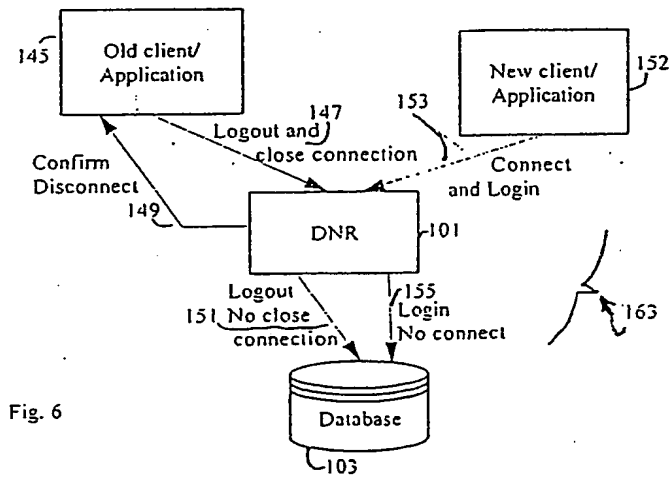 145
Old client/
Application
New client/
Application
152
147
Logout and
close connection
153
Connect
and Login
Confirm
Disconnect
149
DNR
101
Logout
151 No close
connection
155
Login
No connect
163
Database
103
Fig. 6